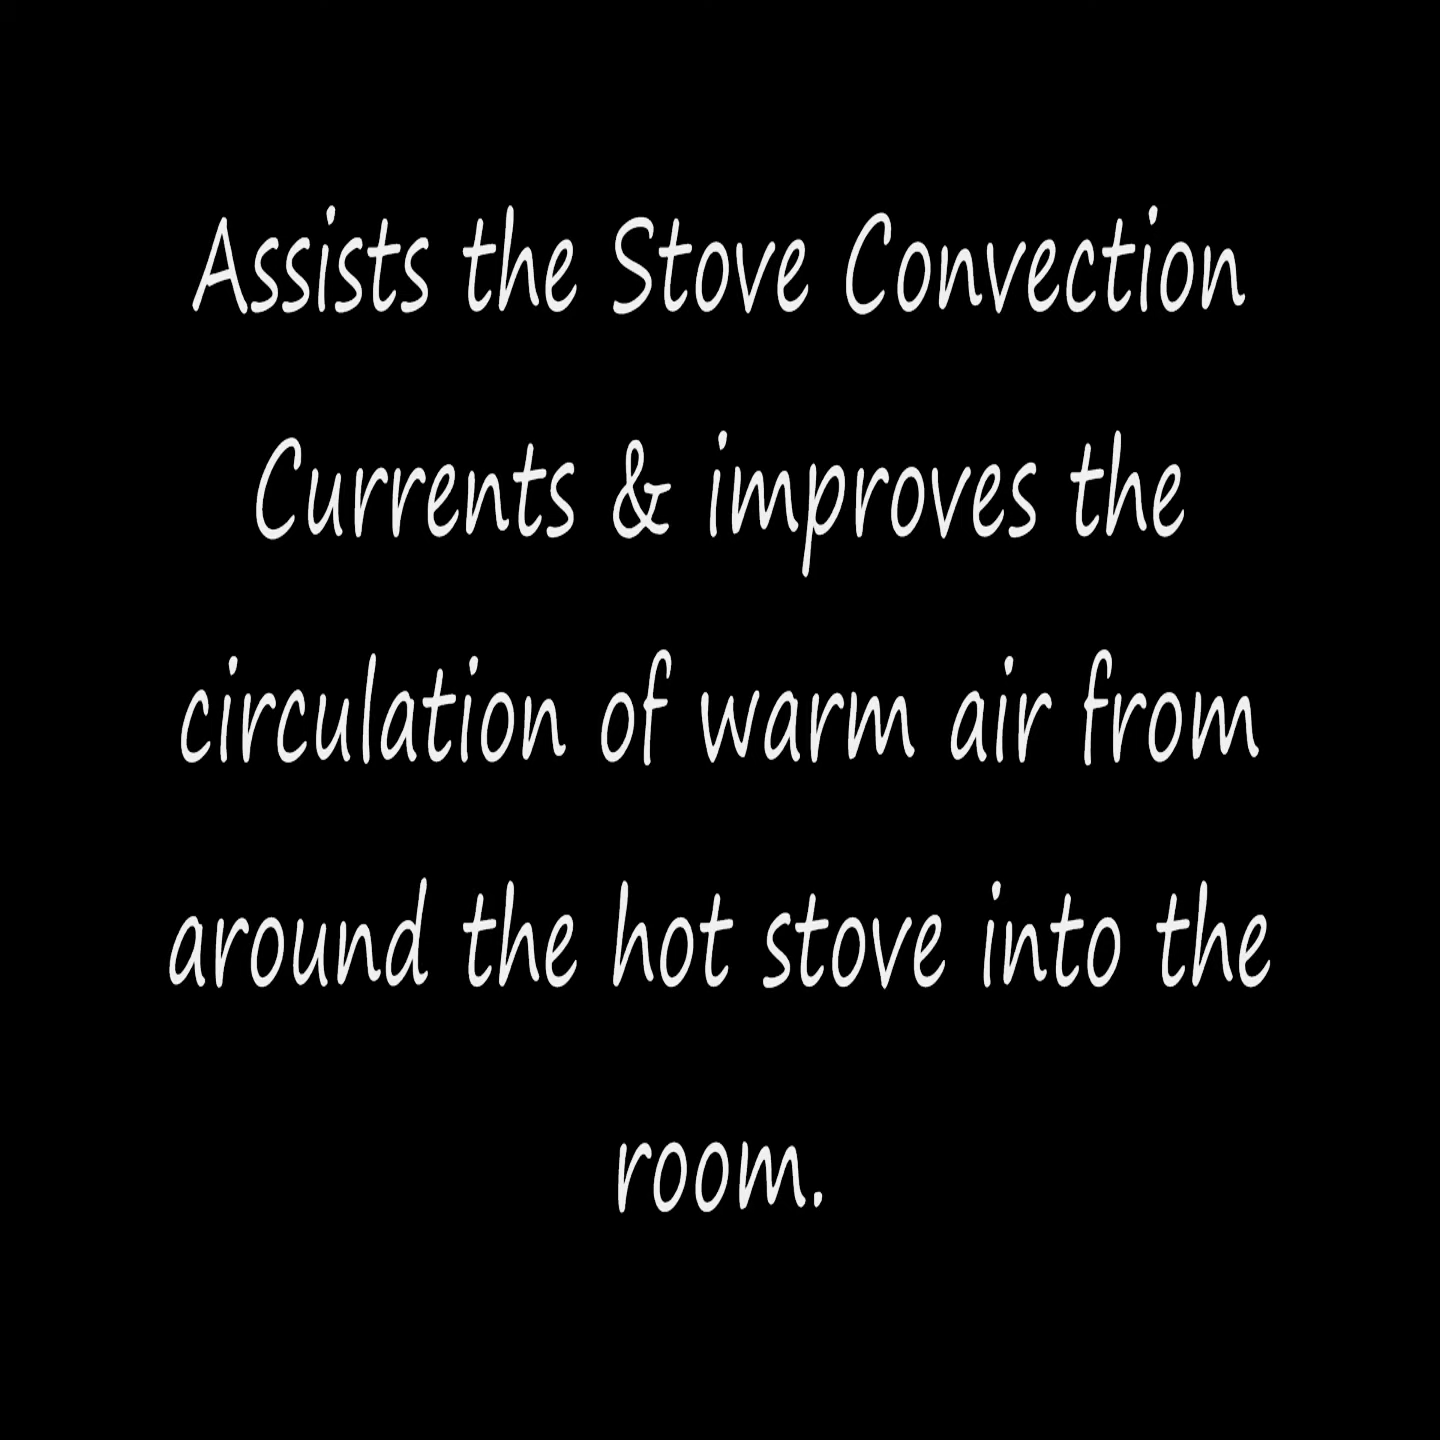 Assists the Stove Convection
Currents & improves the
circulation of warm air from
around the hot stove into the
room.